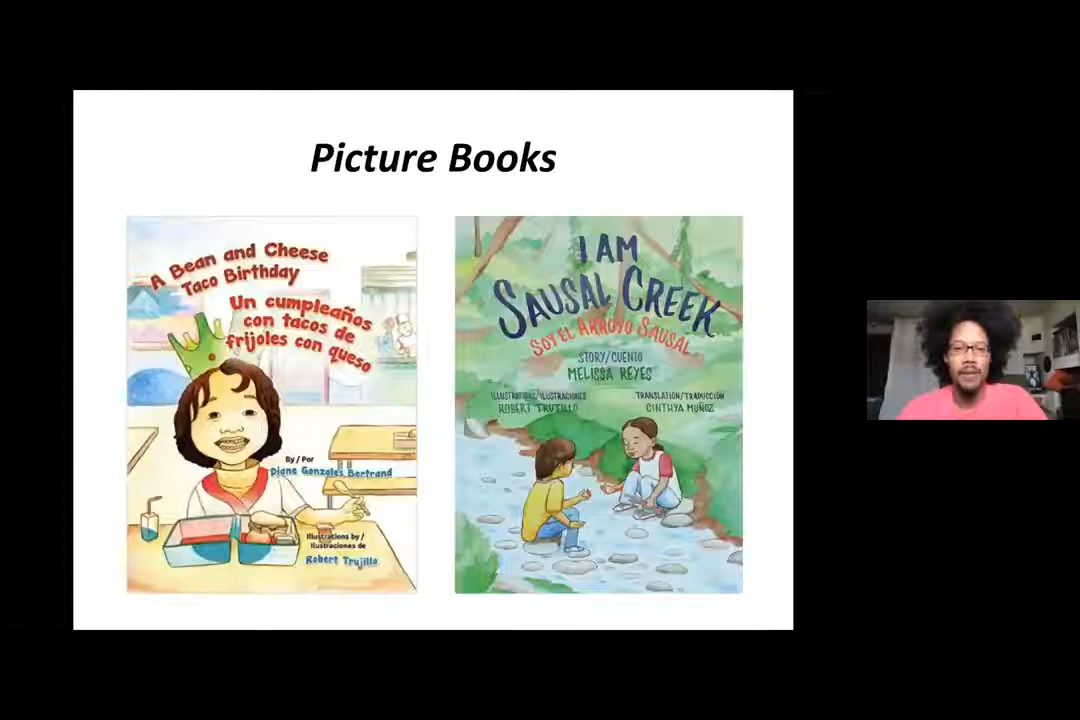 Picture Books
A Bean and Cheese
Taco Birthday
Un cumpleaños
con tacos de
frijoles con queso
By / Por
Diane Gonzales Bertrand
Illustrations by /
Ilustraciones de
Robert Trujillo
I AM
SAUSAL CREEK
SOY EL ARROYO SAUSAL
STORY/CUENTO
MELISSA REYES
ILLUSTRATIONS/ILUSTRACIONES
ROBERT TRUJILLO
TRANSLATION/TRADUCCIÓN
CINTHYA MUÑOZ